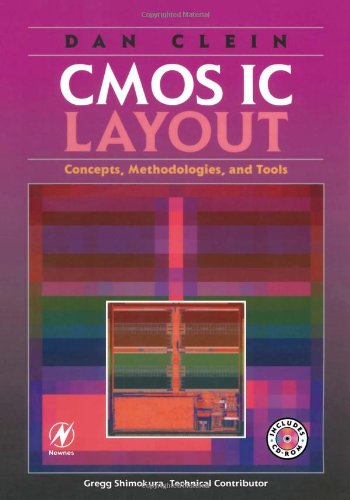 DAN CLEIN
CMOS IC
LAYOUT
Concepts, Methodologies, and Tools
INCLUDES
CD-ROM
Newnes
Gregg Shimokura, Technical Contributor